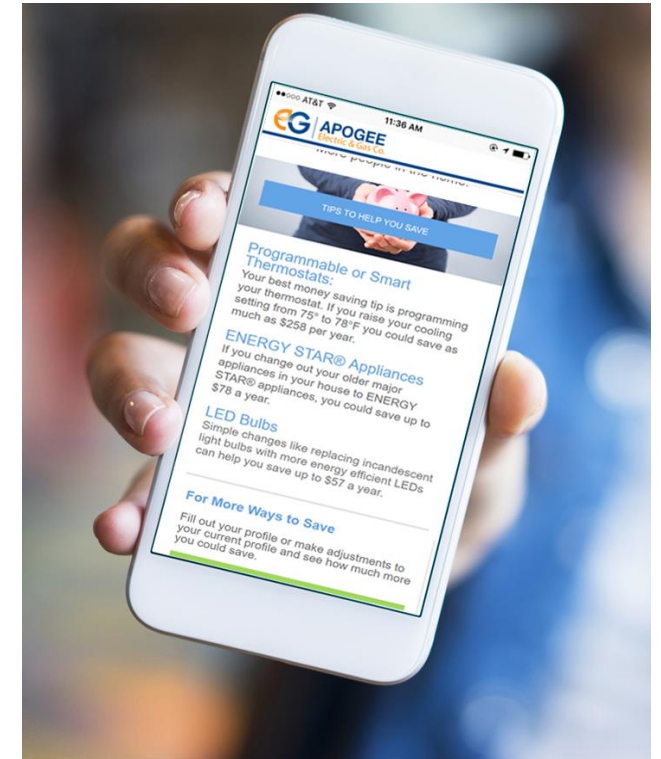 AT&T
11:36 AM
EG APOGEE
Electric & Gas Co.
More people in the home.
TIPS TO HELP YOU SAVE
Programmable or Smart
Thermostats:
Your best money saving tip is programming
your thermostat. If you raise your cooling
setting from 75° to 78°F you could save as
much as $258 per year.
ENERGY STAR® Appliances
If you change out your older major
appliances in your house to ENERGY
STAR® appliances, you could save up to
$78 a year.
LED Bulbs
Simple changes like replacing incandescent
light bulbs with more energy efficient LEDs
can help you save up to $57 a year.
For More Ways to Save
Fill out your profile or make adjustments to
your current profile and see how much more
you could save.